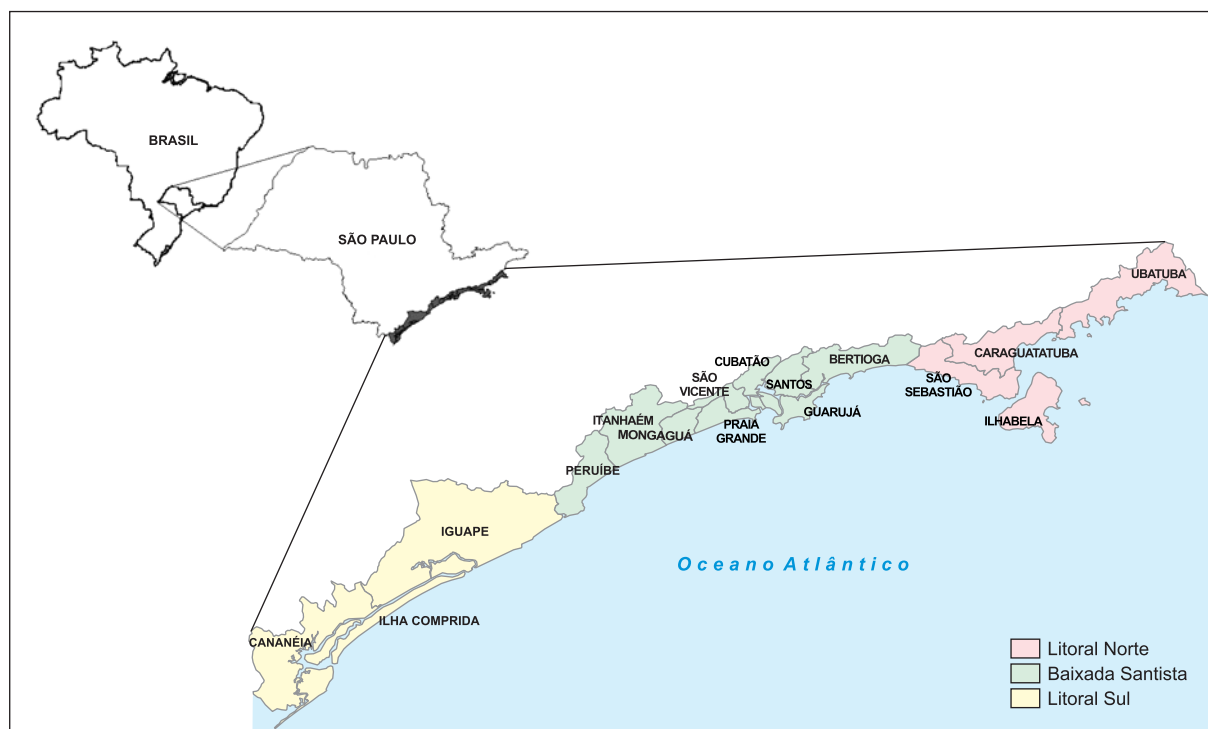 BRASIL
SÃO PAULO
UBATUBA
CARAGUATATUBA
SÃO
SEBASTIÃO
ILHABELA
BERTIOGA
CUBATÃO
SANTOS
SÃO
VICENTE
GUARUJÁ
PRAIA
GRANDE
ITANHAÉM
MONGAGUÁ
PERUÍBE
IGUAPE
ILHA COMPRIDA
CANANÉIA
Oceano Atlântico
Litoral Norte
Baixada Santista
Litoral Sul